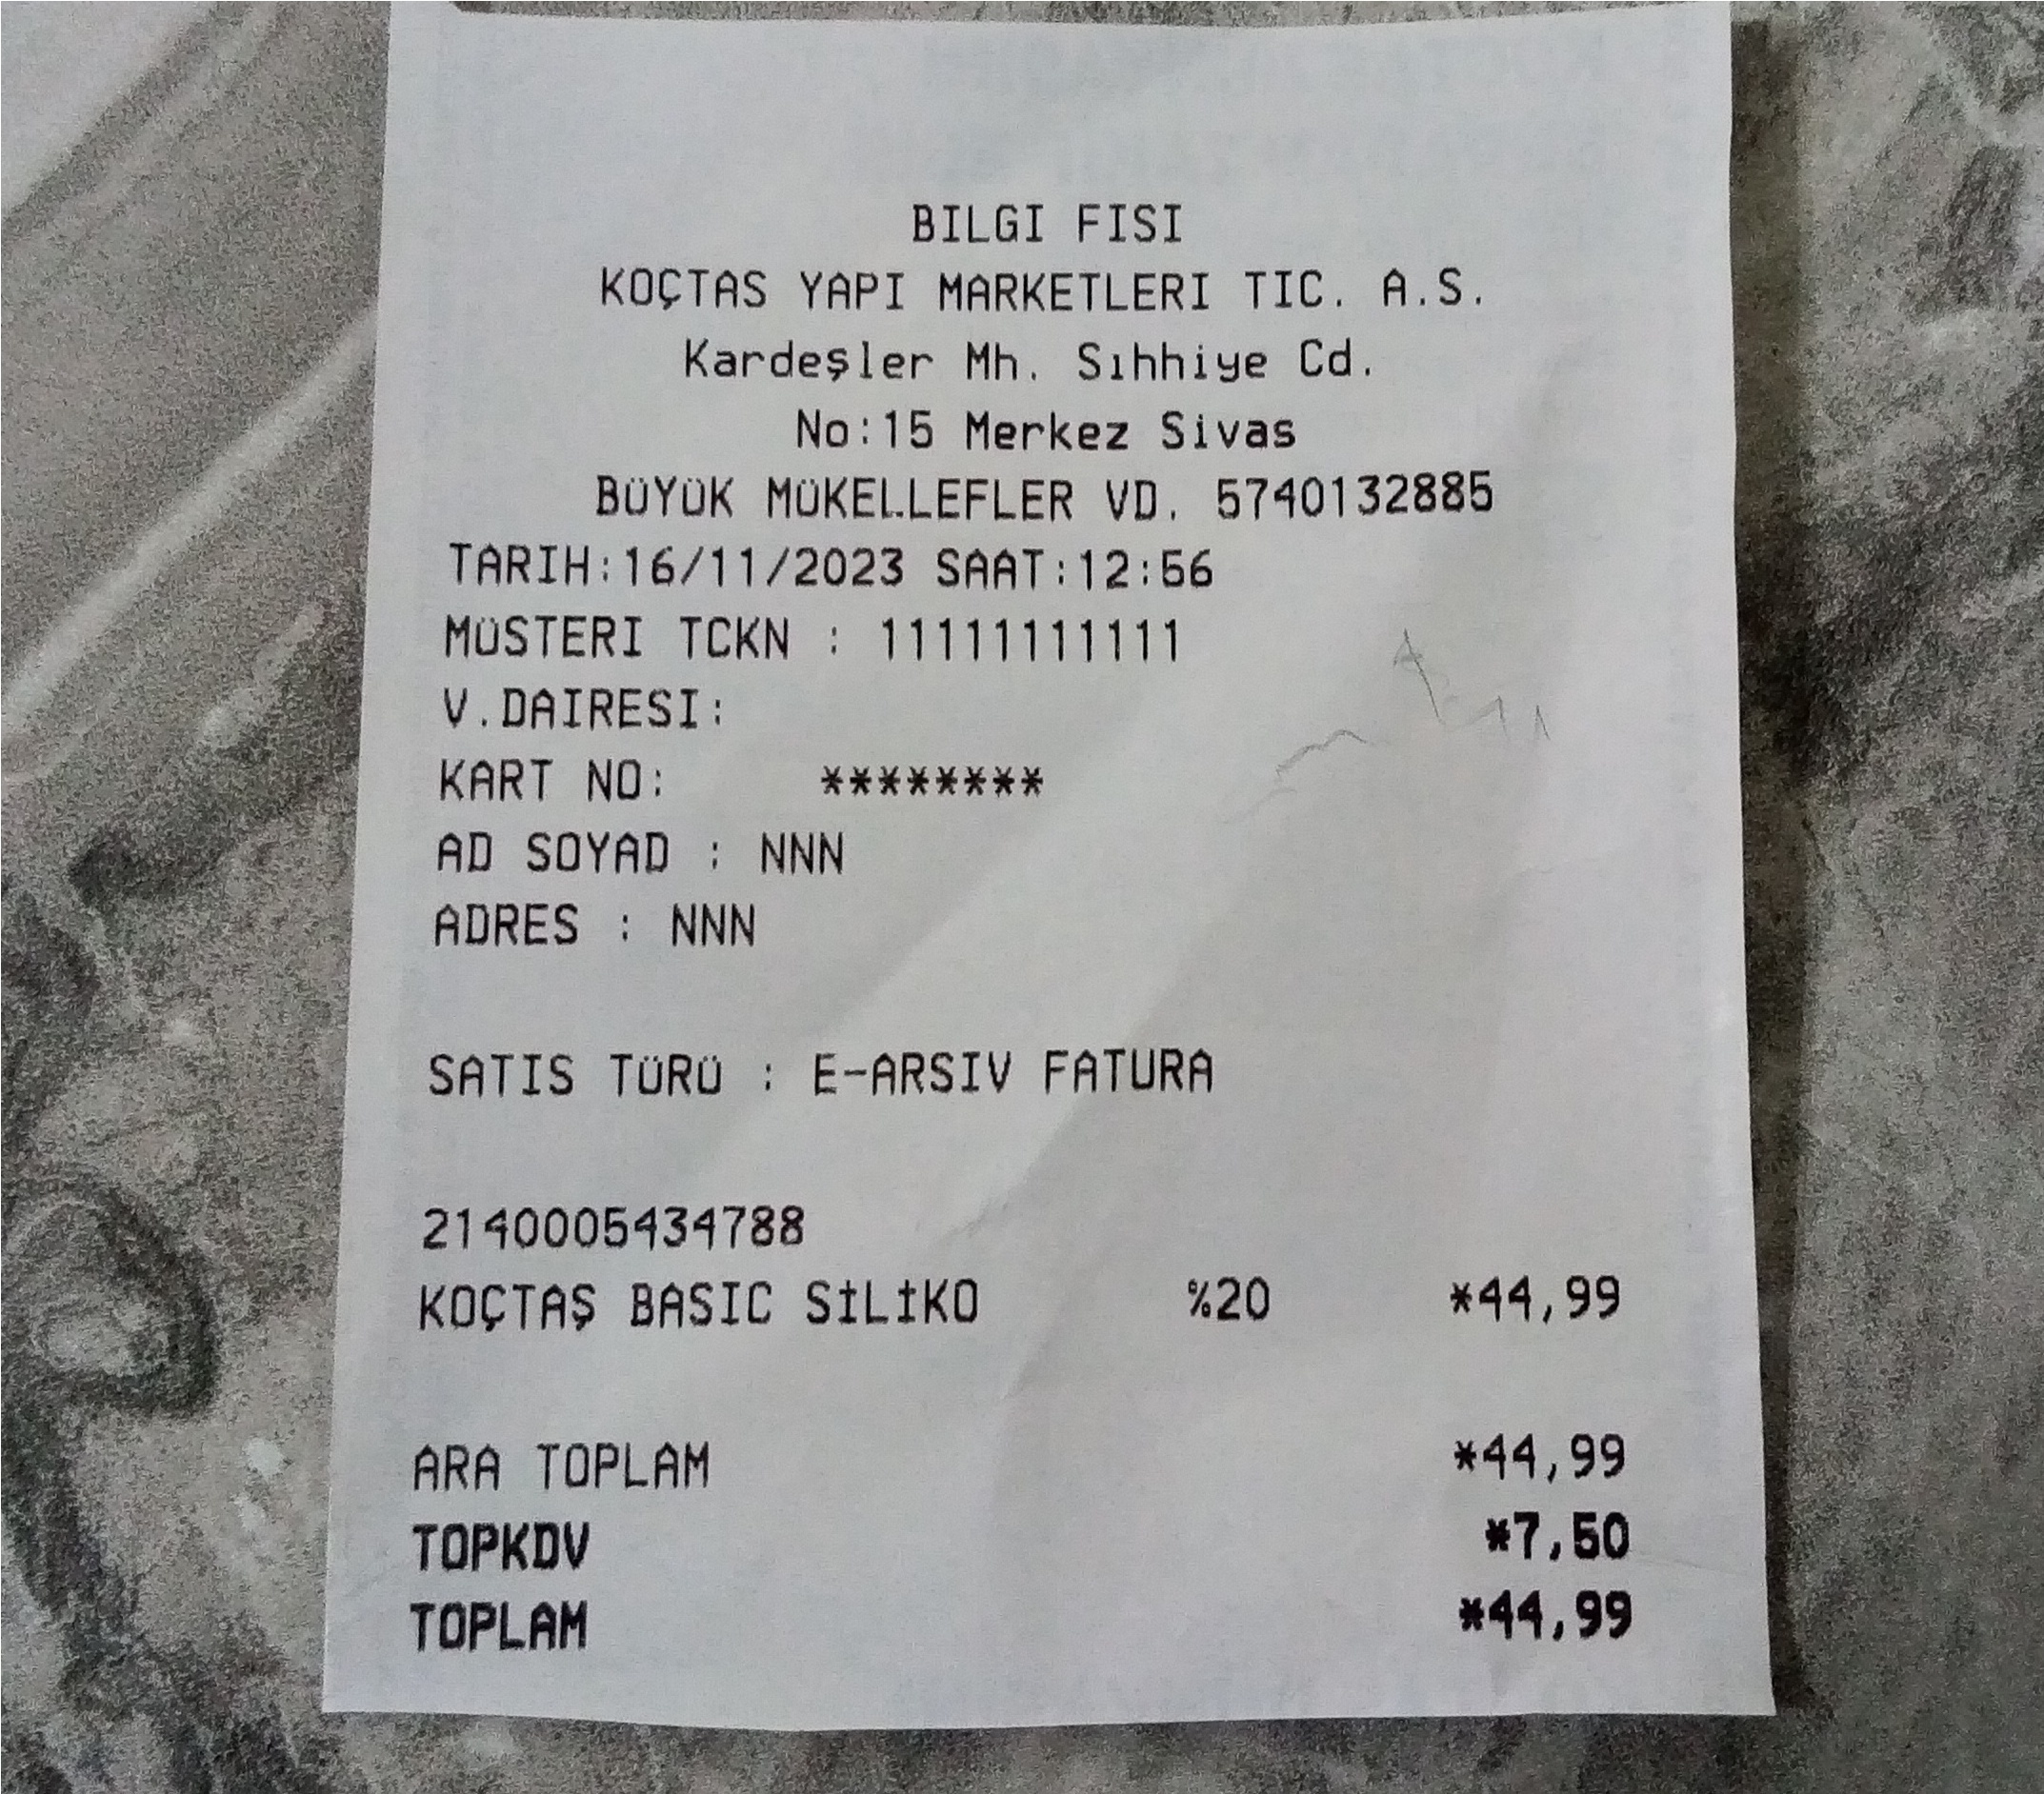 BILGI FISI
KOÇTAS YAPI MARKETLERI TIC. A.S.
Kardeşler Mh. Sıhhiye Cd.
No:15 Merkez Sivas
BÜYÜK MÜKELLEFLER VD. 5740132885
TARIH:16/11/2023 SAAT:12:56
MÜSTERI TCKN : 11111111111
V.DAIRESI:
KART NO: ********
AD SOYAD : NNN
ADRES : NNN
SATIS TÜRÜ : E-ARSIV FATURA
2140005434788
KOÇTAŞ BASIC SİLİKO %20 *44,99
ARA TOPLAM *44,99
TOPKDV *7,50
TOPLAM *44,99